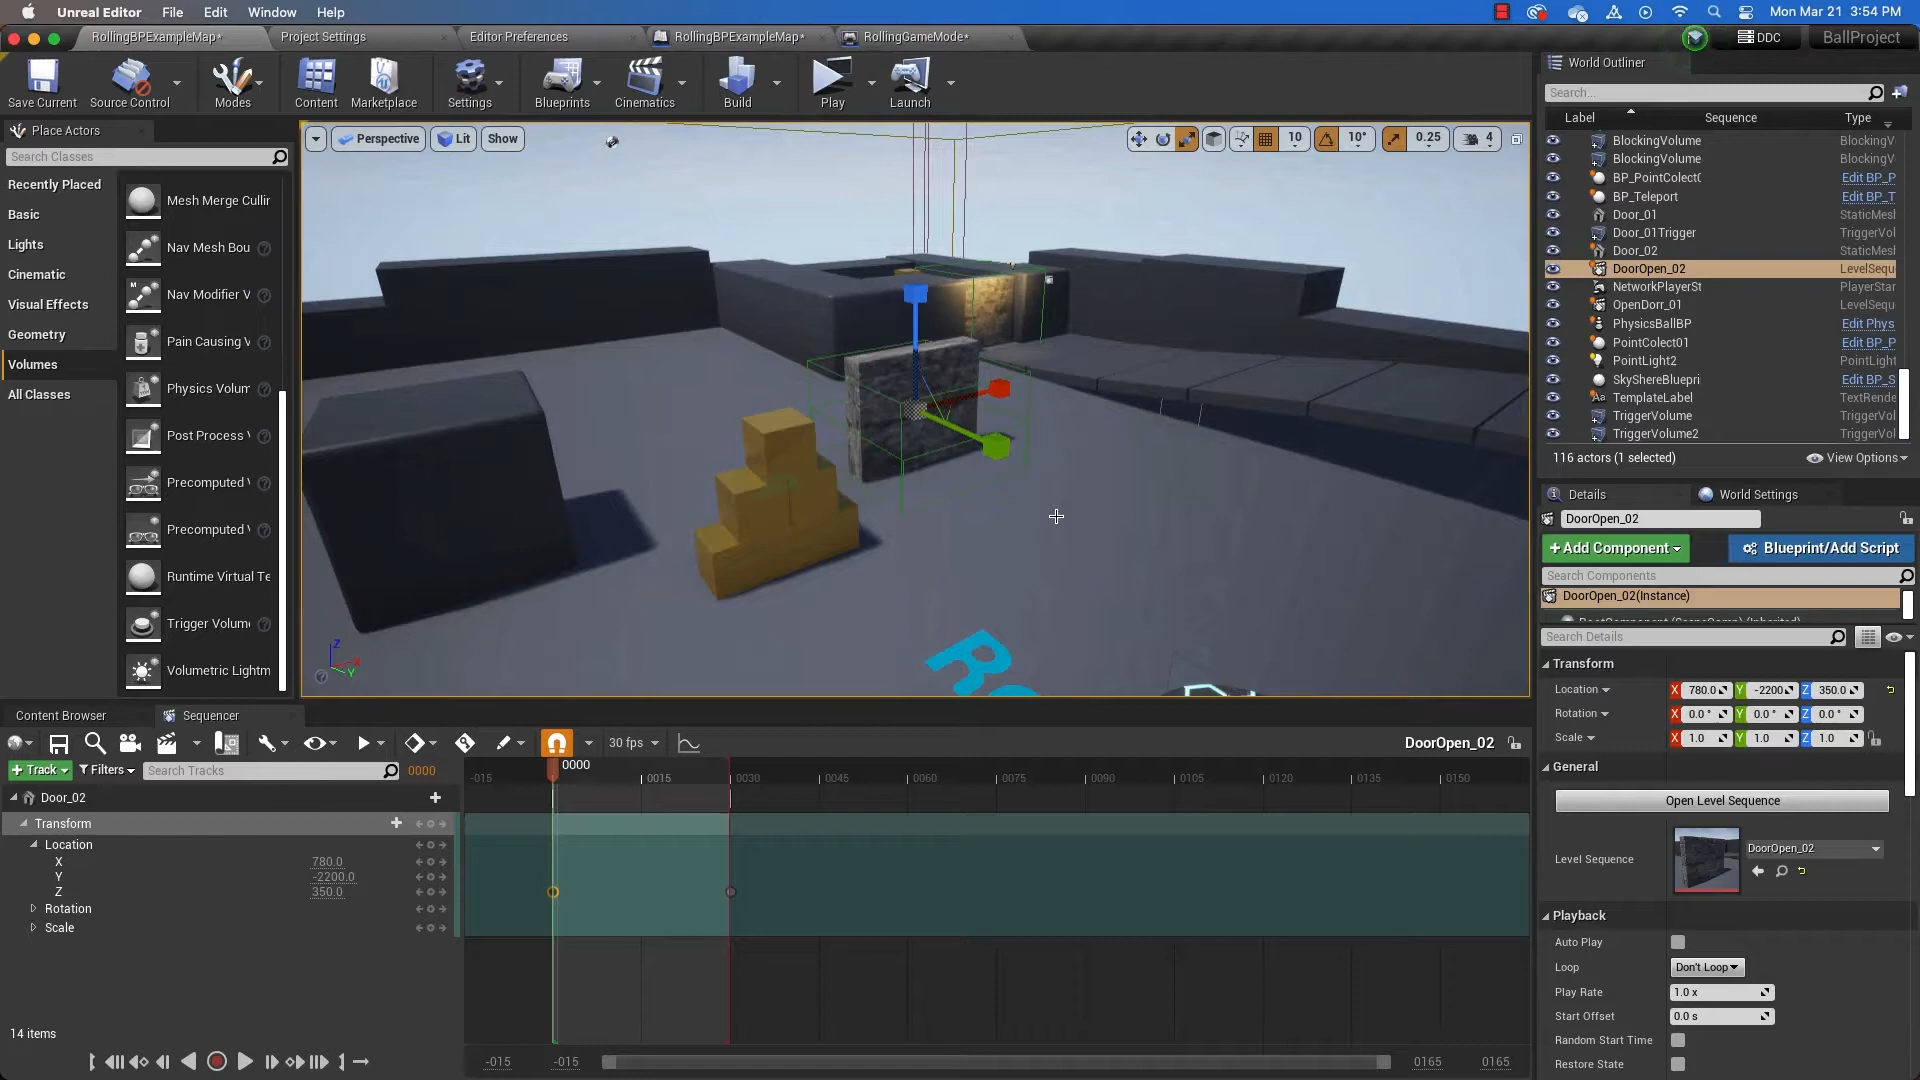 Unreal Editor File Edit Window Help Mon Mar 21 3:54 PM
RollingBPExampleMap* Project Settings Editor Preferences RollingBPExampleMap* RollingGameMode* DDC BallProject
Save Current Source Control Modes Content Marketplace Settings Blueprints Cinematics Build Play Launch
World Outliner
Search...
Label Sequence Type
BlockingVolume BlockingV
BlockingVolume BlockingV
BP_PointColect( Edit BP_P
BP_Teleport Edit BP_T
Door_01 StaticMesh
Door_01Trigger TriggerVol
Door_02 StaticMesh
DoorOpen_02 LevelSequ
NetworkPlayerSt PlayerStar
OpenDorr_01 LevelSequ
PhysicsBallBP Edit Phys
PointColect01 Edit BP_P
PointLight2 PointLight
SkyShereBluepri Edit BP_S
TemplateLabel TextRende
TriggerVolume TriggerVol
TriggerVolume2 TriggerVol
116 actors (1 selected) View Options
Place Actors
Search Classes
Recently Placed
Basic
Lights
Cinematic
Visual Effects
Geometry
Volumes
All Classes
Mesh Merge Cullin
Nav Mesh Bou
Nav Modifier V
Pain Causing V
Physics Volum
Post Process V
Precomputed V
Precomputed V
Runtime Virtual Te
Trigger Volume
Volumetric Lightm
Perspective Lit Show 10 10° 0.25 4
Z
X
Y
Details World Settings
DoorOpen_02
+ Add Component Blueprint/Add Script
Search Components
DoorOpen_02(Instance)
Search Details
Transform
Location X 780.0 Y -2200 Z 350.0
Rotation X 0.0 ° Y 0.0 ° Z 0.0 °
Scale X 1.0 Y 1.0 Z 1.0
General
Open Level Sequence
Level Sequence DoorOpen_02
Playback
Auto Play
Loop Don't Loop
Play Rate 1.0 x
Start Offset 0.0 s
Random Start Time
Restore State
Content Browser Sequencer
30 fps DoorOpen_02
+ Track Filters Search Tracks 0000
0000
-015 0015 0030 0045 0060 0075 0090 0105 0120 0135 0150
Door_02
Transform
Location
X 780.0
Y -2200.0
Z 350.0
Rotation
Scale
14 items
-015 -015 0165 0165